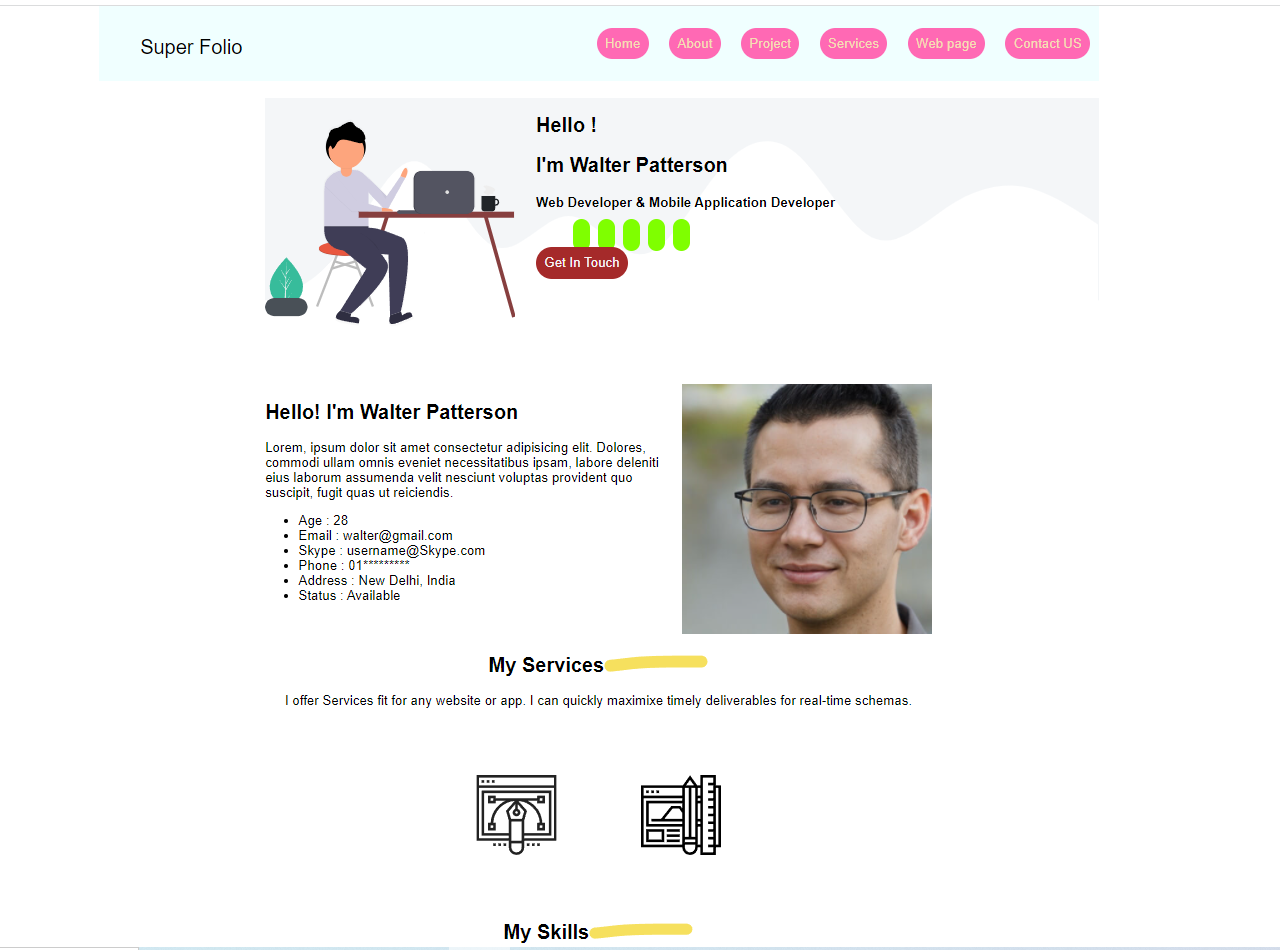 Super Folio
Home About Project Services Web page Contact US
Hello !
I'm Walter Patterson
Web Developer & Mobile Application Developer
Get In Touch
Hello! I'm Walter Patterson
Lorem, ipsum dolor sit amet consectetur adipisicing elit. Dolores,
commodi ullam omnis eveniet necessitatibus ipsam, labore deleniti
eius laborum assumenda velit nesciunt voluptas provident quo
suscipit, fugit quas ut reiciendis.
• Age : 28
• Email : walter@gmail.com
• Skype : username@Skype.com
• Phone : 01*********
• Address : New Delhi, India
• Status : Available
My Services
I offer Services fit for any website or app. I can quickly maximixe timely deliverables for real-time schemas.
My Skills